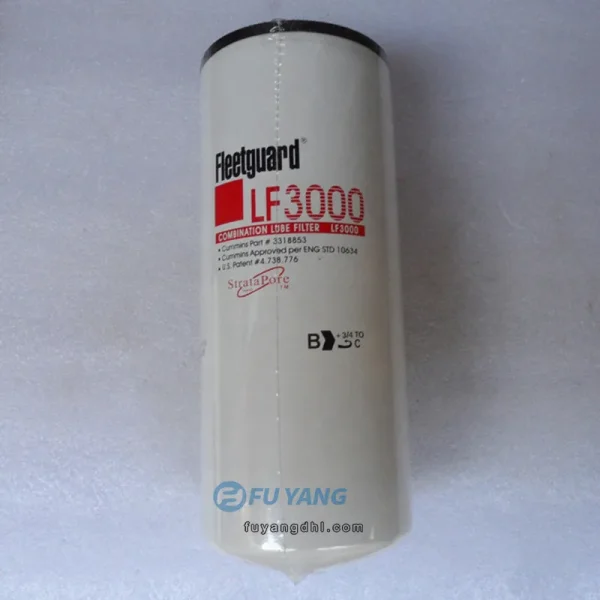 Fleetguard®
LF3000
COMBINATION LUBE FILTER LF3000
• Cummins Part # 3318853
• Cummins Approved per ENG STD 10634
• U.S. Patent #4.738.776
StrataPore
TM
B + 3/4 TO
C
FU YANG
fuyangdhl.com